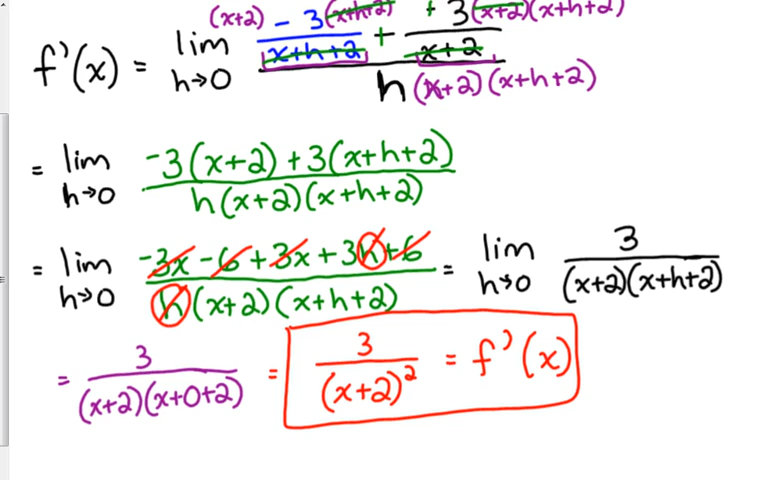 (x+2) - 3(x+h+2) + 3(x+2)(x+h+2)
f'(x) = lim h→0 x+h+2 + x+2
h (x+2)(x+h+2)
= lim h→0 -3(x+2)+3(x+h+2) / h(x+2)(x+h+2)
= lim h→0 -3x-6+3x+3h+6 / h(x+2)(x+h+2) = lim h→0 3 / (x+2)(x+h+2)
= 3 / (x+2)(x+0+2) = 3 / (x+2)² = f'(x)